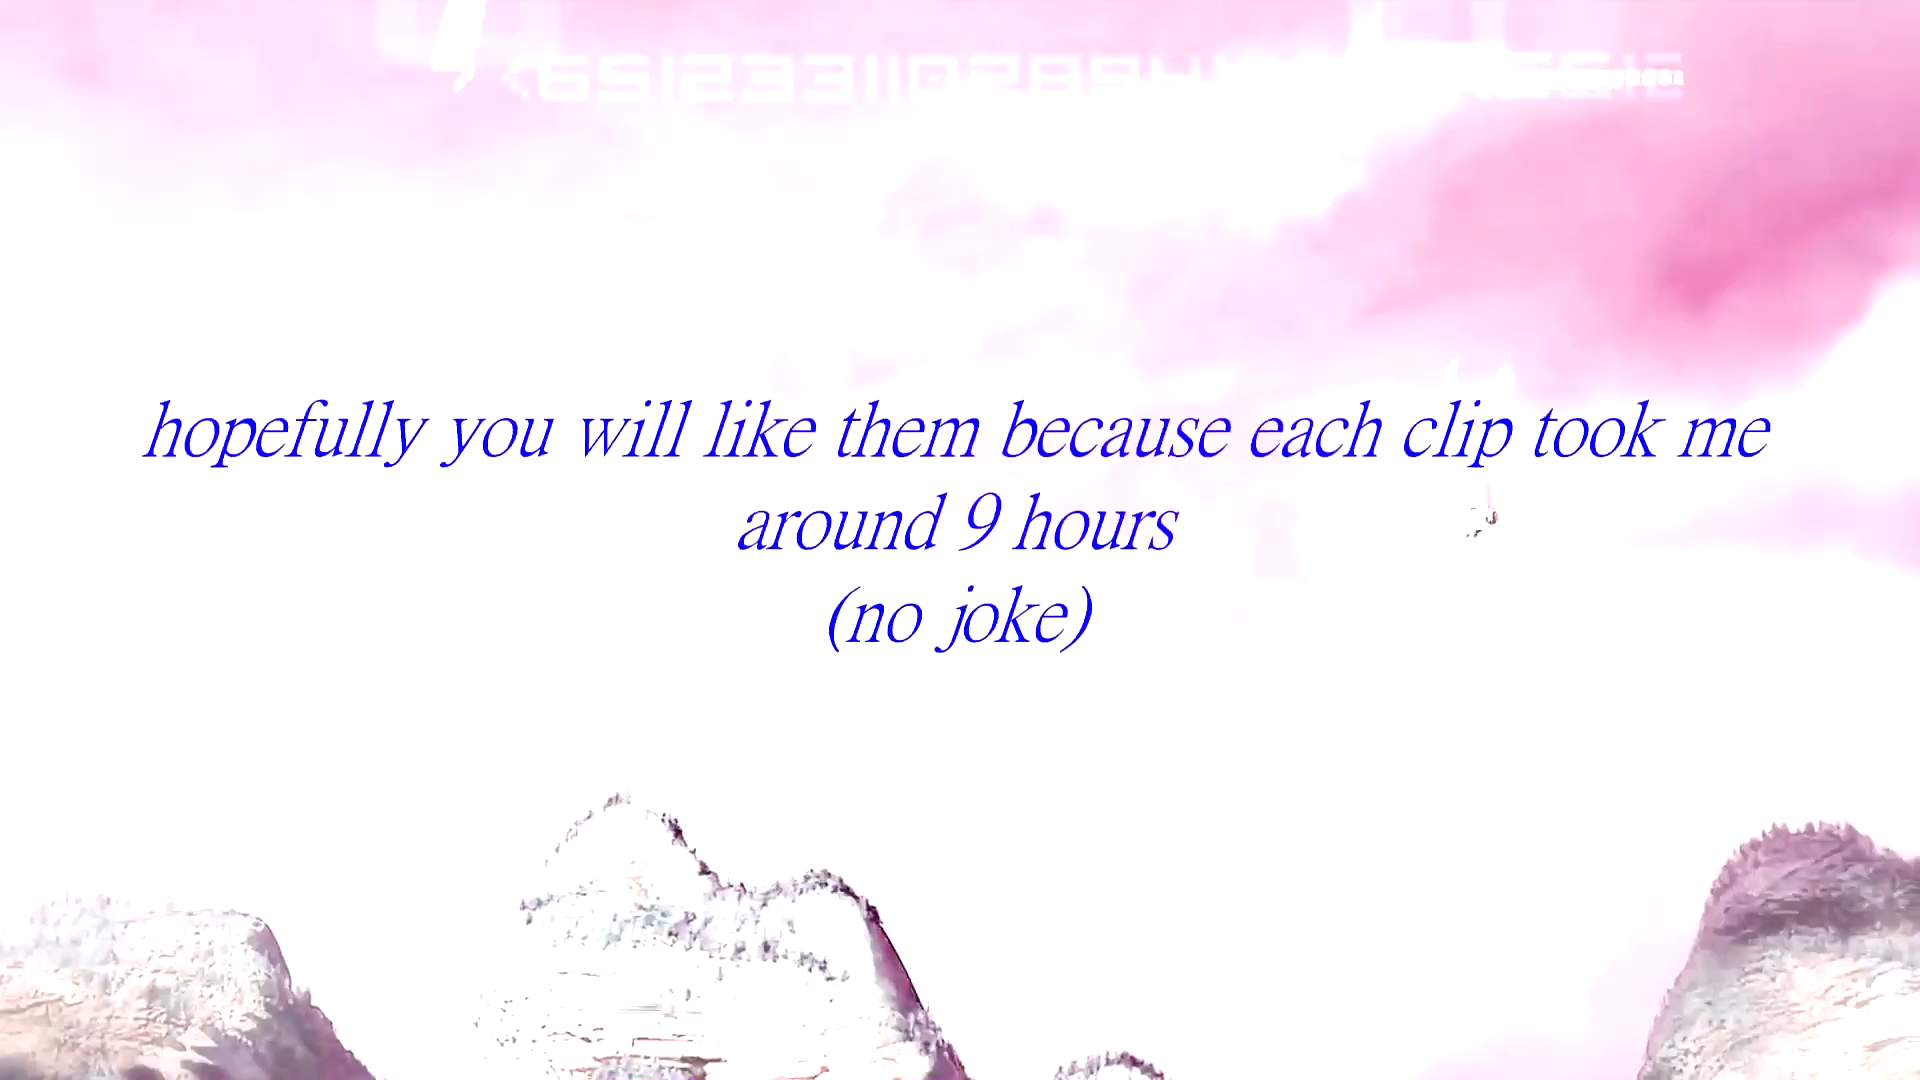 hopefully you will like them because each clip took me
around 9 hours
(no joke)